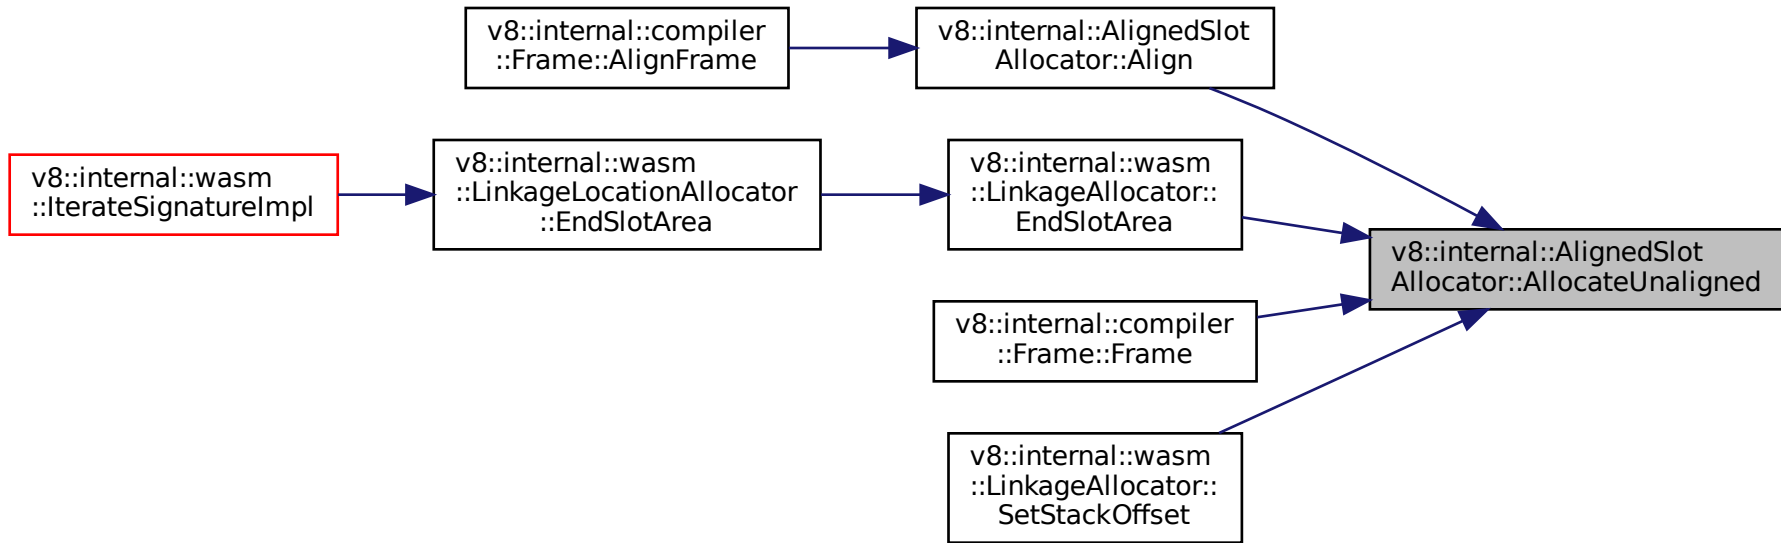 v8::internal::compiler
::Frame::AlignFrame
v8::internal::AlignedSlot
Allocator::Align
v8::internal::wasm
::IterateSignatureImpl
v8::internal::wasm
::LinkageLocationAllocator
::EndSlotArea
v8::internal::wasm
::LinkageAllocator::
EndSlotArea
v8::internal::AlignedSlot
Allocator::AllocateUnaligned
v8::internal::compiler
::Frame::Frame
v8::internal::wasm
::LinkageAllocator::
SetStackOffset